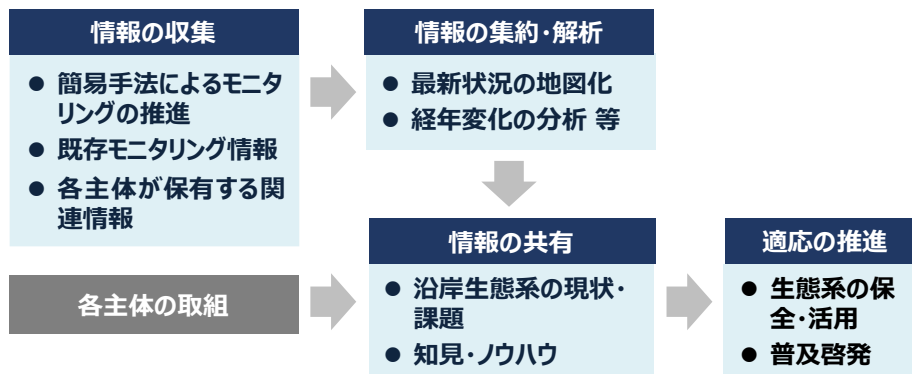 情報の収集
● 簡易手法によるモニタ
リングの推進
● 既存モニタリング情報
● 各主体が保有する関
連情報
情報の集約・解析
● 最新状況の地図化
● 経年変化の分析 等
各主体の取組
情報の共有
● 沿岸生態系の現状・
課題
● 知見・ノウハウ
適応の推進
● 生態系の保
全・活用
● 普及啓発